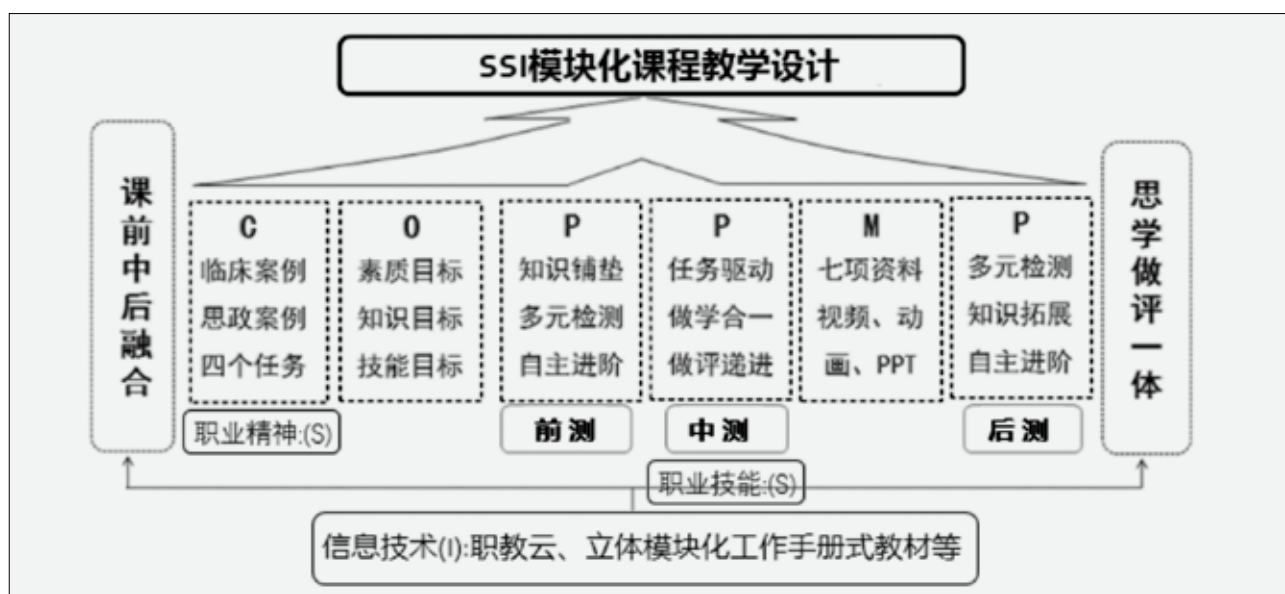 SSI模块化课程教学设计
课前中后融合
C
临床案例
思政案例
四个任务
职业精神:(S)
O
素质目标
知识目标
技能目标
P
知识铺垫
多元检测
自主进阶
前测
P
任务驱动
做学合一
做评递进
中测
职业技能:(S)
M
七项资料
视频、动
画、PPT
P
多元检测
知识拓展
自主进阶
后测
思学做评一体
信息技术(I):职教云、立体模块化工作手册式教材等